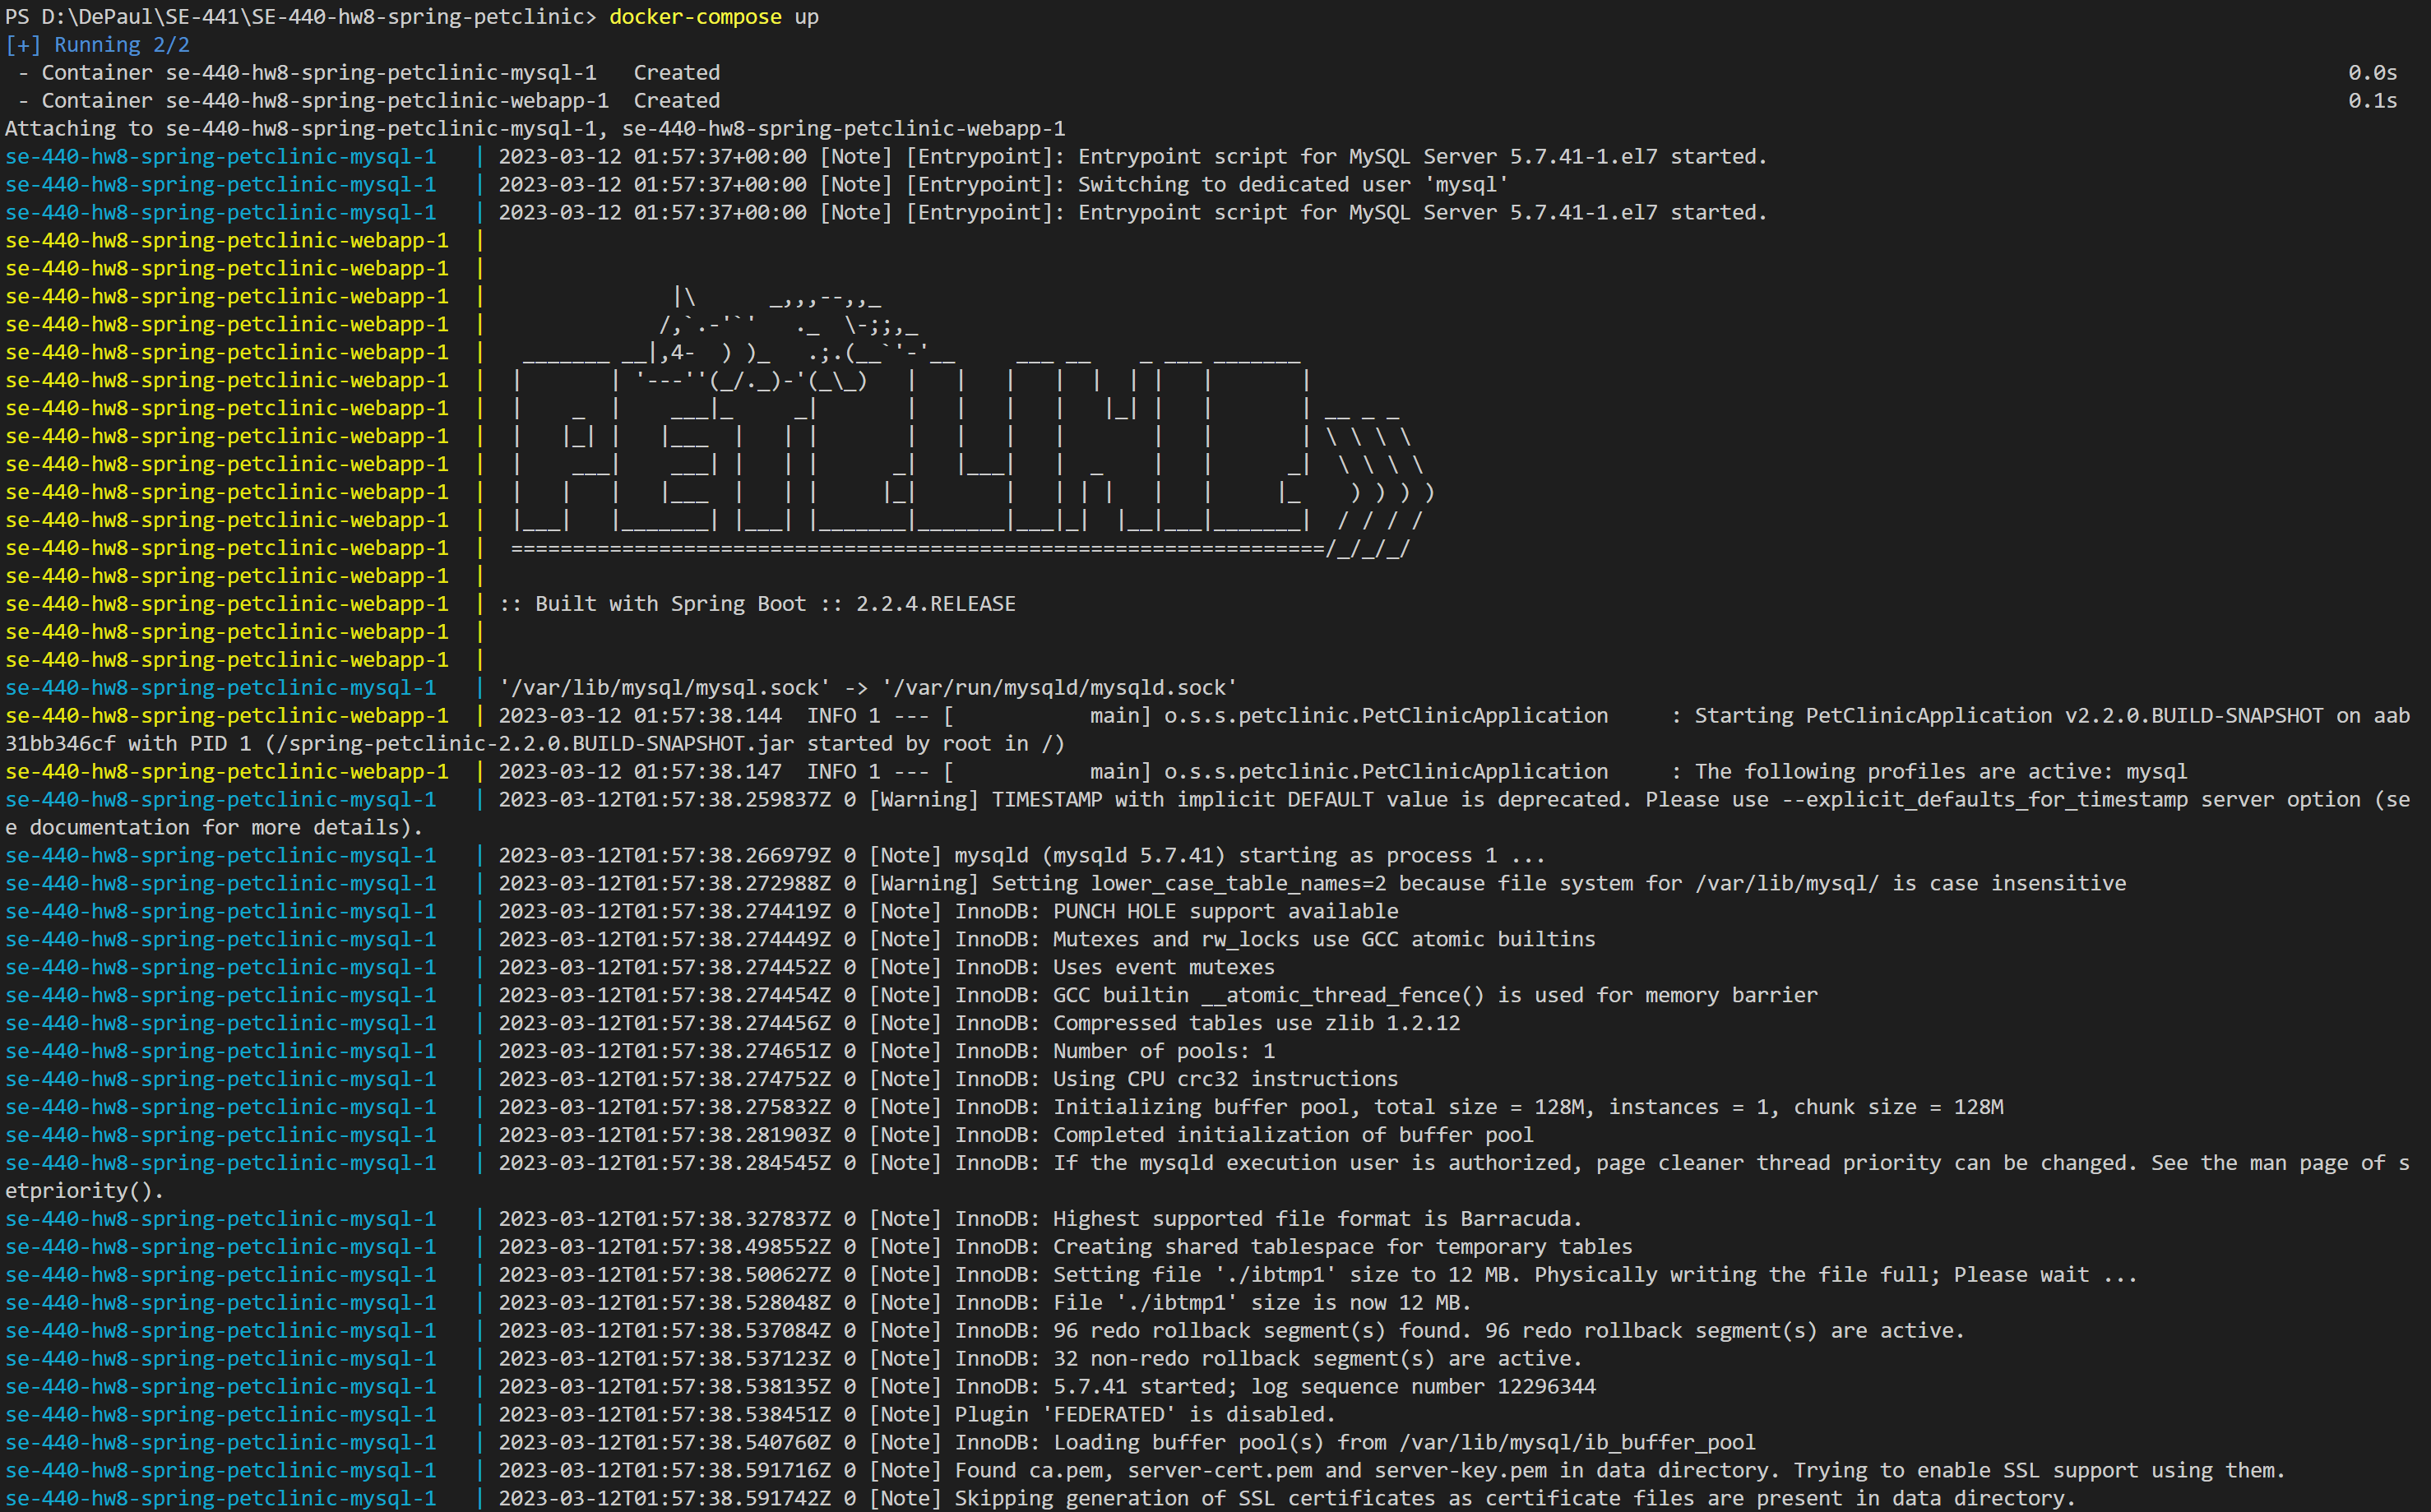 PS D:\DePaul\SE-441\SE-440-hw8-spring-petclinic> docker-compose up
[+] Running 2/2
 - Container se-440-hw8-spring-petclinic-mysql-1   Created                                                                                                                                    0.0s
 - Container se-440-hw8-spring-petclinic-webapp-1  Created                                                                                                                                    0.1s
Attaching to se-440-hw8-spring-petclinic-mysql-1, se-440-hw8-spring-petclinic-webapp-1
se-440-hw8-spring-petclinic-mysql-1   | 2023-03-12 01:57:37+00:00 [Note] [Entrypoint]: Entrypoint script for MySQL Server 5.7.41-1.el7 started.
se-440-hw8-spring-petclinic-mysql-1   | 2023-03-12 01:57:37+00:00 [Note] [Entrypoint]: Switching to dedicated user 'mysql'
se-440-hw8-spring-petclinic-mysql-1   | 2023-03-12 01:57:37+00:00 [Note] [Entrypoint]: Entrypoint script for MySQL Server 5.7.41-1.el7 started.
se-440-hw8-spring-petclinic-webapp-1  |
se-440-hw8-spring-petclinic-webapp-1  |
se-440-hw8-spring-petclinic-webapp-1  |               |\      _,,,--,,_
se-440-hw8-spring-petclinic-webapp-1  |              /,`.-'`'   ._  \-;;,_
se-440-hw8-spring-petclinic-webapp-1  |   _______ __|,4-  ) )_   .;.(__`'-'__     ___ __    _ ___ _______
se-440-hw8-spring-petclinic-webapp-1  |  |       | '---''(_/._)-'(_\_)   |   |   |   |  |  | |   |       |
se-440-hw8-spring-petclinic-webapp-1  |  |    _  |    ___|_     _|       |   |   |   |   |_| |   |       | __ _ _
se-440-hw8-spring-petclinic-webapp-1  |  |   |_| |   |___  |   | |       |   |   |   |       |   |       | \ \ \ \
se-440-hw8-spring-petclinic-webapp-1  |  |    ___|    ___| |   | |      _|   |___|   |  _    |   |      _|  \ \ \ \
se-440-hw8-spring-petclinic-webapp-1  |  |   |   |   |___  |   | |     |_|       |   | | |   |   |     |_    ) ) ) )
se-440-hw8-spring-petclinic-webapp-1  |  |___|   |_______| |___| |_______|_______|___|_|  |__|___|_______|  / / / /
se-440-hw8-spring-petclinic-webapp-1  |  ==================================================================/_/_/_/
se-440-hw8-spring-petclinic-webapp-1  |
se-440-hw8-spring-petclinic-webapp-1  | :: Built with Spring Boot :: 2.2.4.RELEASE
se-440-hw8-spring-petclinic-webapp-1  |
se-440-hw8-spring-petclinic-webapp-1  |
se-440-hw8-spring-petclinic-mysql-1   | '/var/lib/mysql/mysql.sock' -> '/var/run/mysqld/mysqld.sock'
se-440-hw8-spring-petclinic-webapp-1  | 2023-03-12 01:57:38.144  INFO 1 --- [           main] o.s.s.petclinic.PetClinicApplication     : Starting PetClinicApplication v2.2.0.BUILD-SNAPSHOT on aab
31bb346cf with PID 1 (/spring-petclinic-2.2.0.BUILD-SNAPSHOT.jar started by root in /)
se-440-hw8-spring-petclinic-webapp-1  | 2023-03-12 01:57:38.147  INFO 1 --- [           main] o.s.s.petclinic.PetClinicApplication     : The following profiles are active: mysql
se-440-hw8-spring-petclinic-mysql-1   | 2023-03-12T01:57:38.259837Z 0 [Warning] TIMESTAMP with implicit DEFAULT value is deprecated. Please use --explicit_defaults_for_timestamp server option (se
e documentation for more details).
se-440-hw8-spring-petclinic-mysql-1   | 2023-03-12T01:57:38.266979Z 0 [Note] mysqld (mysqld 5.7.41) starting as process 1 ...
se-440-hw8-spring-petclinic-mysql-1   | 2023-03-12T01:57:38.272988Z 0 [Warning] Setting lower_case_table_names=2 because file system for /var/lib/mysql/ is case insensitive
se-440-hw8-spring-petclinic-mysql-1   | 2023-03-12T01:57:38.274419Z 0 [Note] InnoDB: PUNCH HOLE support available
se-440-hw8-spring-petclinic-mysql-1   | 2023-03-12T01:57:38.274449Z 0 [Note] InnoDB: Mutexes and rw_locks use GCC atomic builtins
se-440-hw8-spring-petclinic-mysql-1   | 2023-03-12T01:57:38.274452Z 0 [Note] InnoDB: Uses event mutexes
se-440-hw8-spring-petclinic-mysql-1   | 2023-03-12T01:57:38.274454Z 0 [Note] InnoDB: GCC builtin __atomic_thread_fence() is used for memory barrier
se-440-hw8-spring-petclinic-mysql-1   | 2023-03-12T01:57:38.274456Z 0 [Note] InnoDB: Compressed tables use zlib 1.2.12
se-440-hw8-spring-petclinic-mysql-1   | 2023-03-12T01:57:38.274651Z 0 [Note] InnoDB: Number of pools: 1
se-440-hw8-spring-petclinic-mysql-1   | 2023-03-12T01:57:38.274752Z 0 [Note] InnoDB: Using CPU crc32 instructions
se-440-hw8-spring-petclinic-mysql-1   | 2023-03-12T01:57:38.275832Z 0 [Note] InnoDB: Initializing buffer pool, total size = 128M, instances = 1, chunk size = 128M
se-440-hw8-spring-petclinic-mysql-1   | 2023-03-12T01:57:38.281903Z 0 [Note] InnoDB: Completed initialization of buffer pool
se-440-hw8-spring-petclinic-mysql-1   | 2023-03-12T01:57:38.284545Z 0 [Note] InnoDB: If the mysqld execution user is authorized, page cleaner thread priority can be changed. See the man page of s
etpriority().
se-440-hw8-spring-petclinic-mysql-1   | 2023-03-12T01:57:38.327837Z 0 [Note] InnoDB: Highest supported file format is Barracuda.
se-440-hw8-spring-petclinic-mysql-1   | 2023-03-12T01:57:38.498552Z 0 [Note] InnoDB: Creating shared tablespace for temporary tables
se-440-hw8-spring-petclinic-mysql-1   | 2023-03-12T01:57:38.500627Z 0 [Note] InnoDB: Setting file './ibtmp1' size to 12 MB. Physically writing the file full; Please wait ...
se-440-hw8-spring-petclinic-mysql-1   | 2023-03-12T01:57:38.528048Z 0 [Note] InnoDB: File './ibtmp1' size is now 12 MB.
se-440-hw8-spring-petclinic-mysql-1   | 2023-03-12T01:57:38.537084Z 0 [Note] InnoDB: 96 redo rollback segment(s) found. 96 redo rollback segment(s) are active.
se-440-hw8-spring-petclinic-mysql-1   | 2023-03-12T01:57:38.537123Z 0 [Note] InnoDB: 32 non-redo rollback segment(s) are active.
se-440-hw8-spring-petclinic-mysql-1   | 2023-03-12T01:57:38.538135Z 0 [Note] InnoDB: 5.7.41 started; log sequence number 12296344
se-440-hw8-spring-petclinic-mysql-1   | 2023-03-12T01:57:38.538451Z 0 [Note] Plugin 'FEDERATED' is disabled.
se-440-hw8-spring-petclinic-mysql-1   | 2023-03-12T01:57:38.540760Z 0 [Note] InnoDB: Loading buffer pool(s) from /var/lib/mysql/ib_buffer_pool
se-440-hw8-spring-petclinic-mysql-1   | 2023-03-12T01:57:38.591716Z 0 [Note] Found ca.pem, server-cert.pem and server-key.pem in data directory. Trying to enable SSL support using them.
se-440-hw8-spring-petclinic-mysql-1   | 2023-03-12T01:57:38.591742Z 0 [Note] Skipping generation of SSL certificates as certificate files are present in data directory.